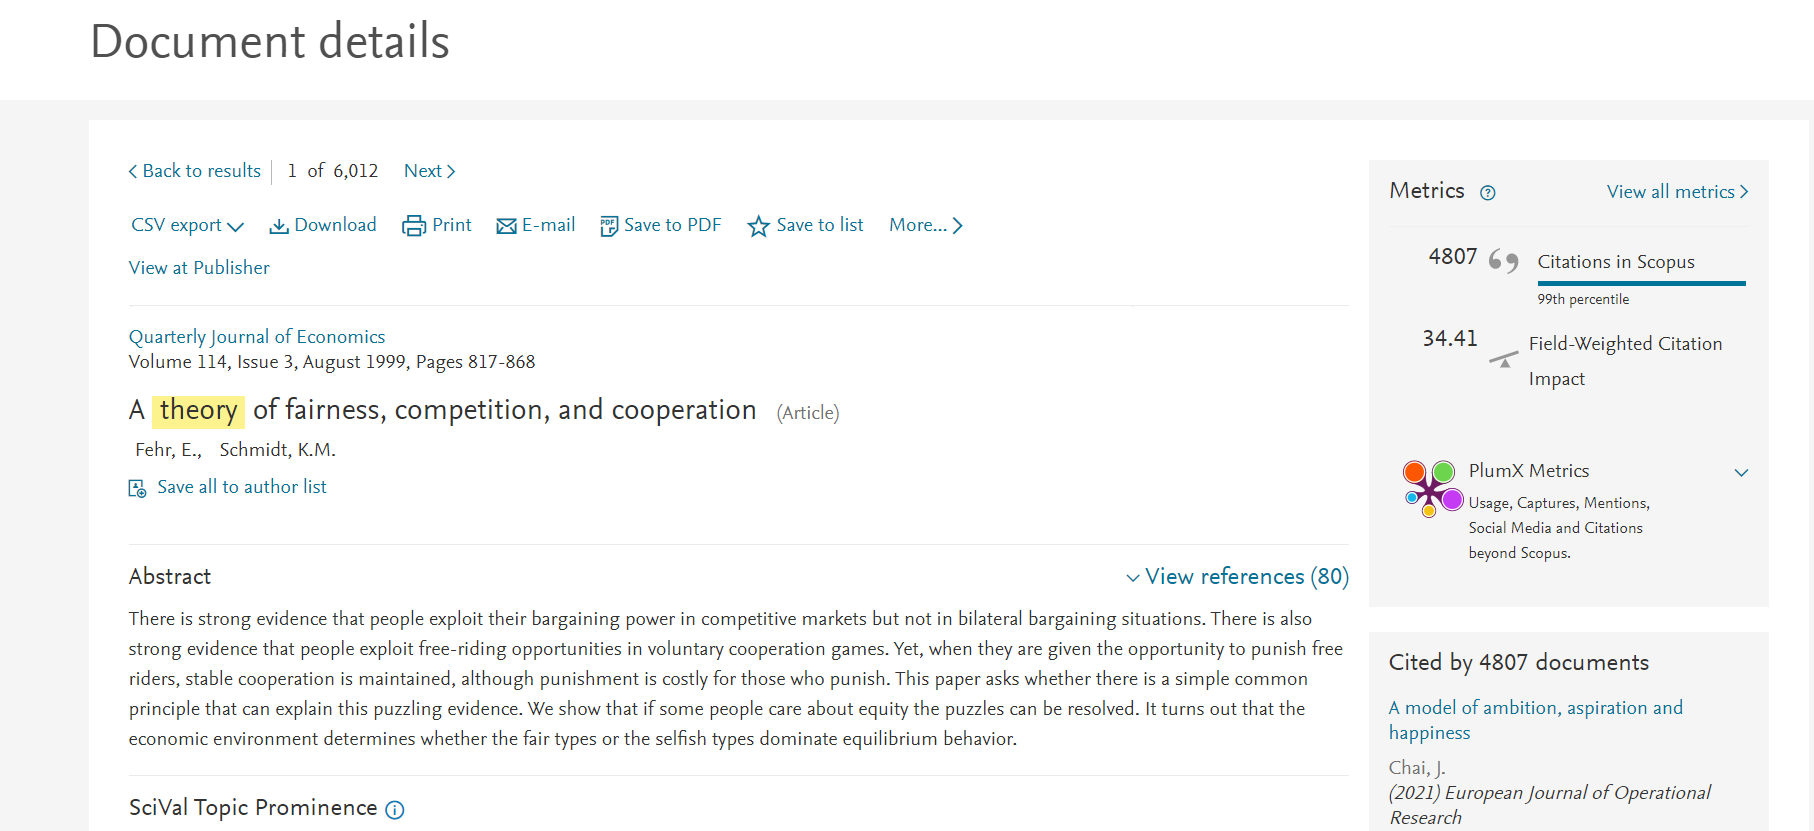 Document details
Back to results
1 of 6,012
Next
CSV export
Download
Print
E-mail
Save to PDF
Save to list
More...
View at Publisher
Quarterly Journal of Economics
Volume 114, Issue 3, August 1999, Pages 817-868
A theory of fairness, competition, and cooperation (Article)
Fehr, E., Schmidt, K.M.
Save all to author list
Abstract
View references (80)
There is strong evidence that people exploit their bargaining power in competitive markets but not in bilateral bargaining situations. There is also
strong evidence that people exploit free-riding opportunities in voluntary cooperation games. Yet, when they are given the opportunity to punish free
riders, stable cooperation is maintained, although punishment is costly for those who punish. This paper asks whether there is a simple common
principle that can explain this puzzling evidence. We show that if some people care about equity the puzzles can be resolved. It turns out that the
economic environment determines whether the fair types or the selfish types dominate equilibrium behavior.
SciVal Topic Prominence
Metrics
View all metrics
4807
Citations in Scopus
99th percentile
34.41
Field-Weighted Citation
Impact
PlumX Metrics
Usage, Captures, Mentions,
Social Media and Citations
beyond Scopus.
Cited by 4807 documents
A model of ambition, aspiration and
happiness
Chai, J.
(2021) European Journal of Operational
Research